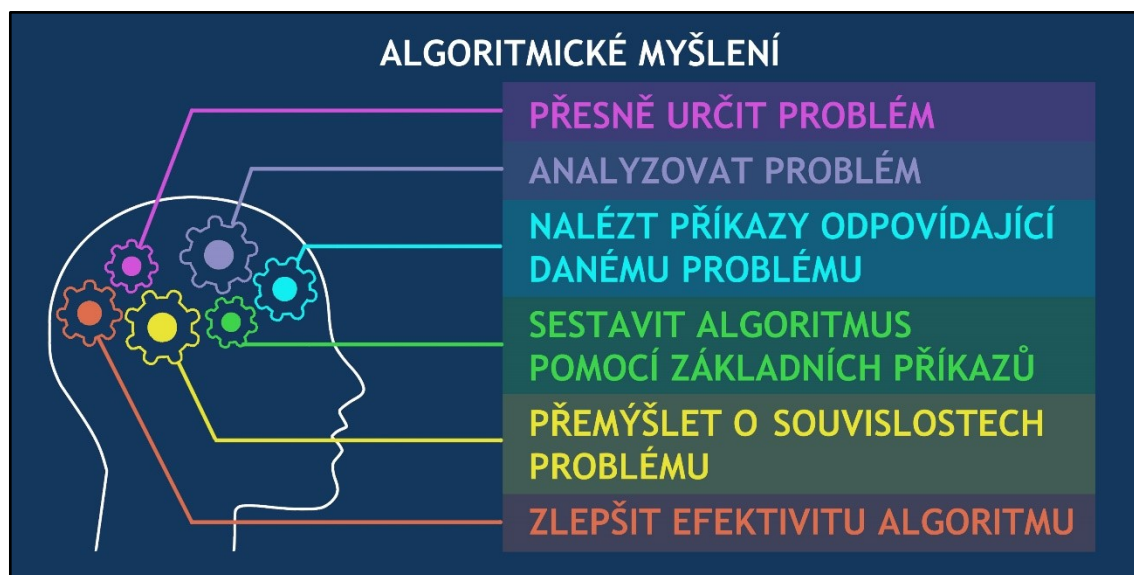 ALGORITMICKÉ MYŠLENÍ
PŘESNĚ URČIT PROBLÉM
ANALYZOVAT PROBLÉM
NALÉZT PŘÍKAZY ODPOVÍDAJÍCÍ
DANÉMU PROBLÉMU
SESTAVIT ALGORITMUS
POMOCÍ ZÁKLADNÍCH PŘÍKAZŮ
PŘEMÝŠLET O SOUVISLOSTECH
PROBLÉMU
ZLEPŠIT EFEKTIVITU ALGORITMU